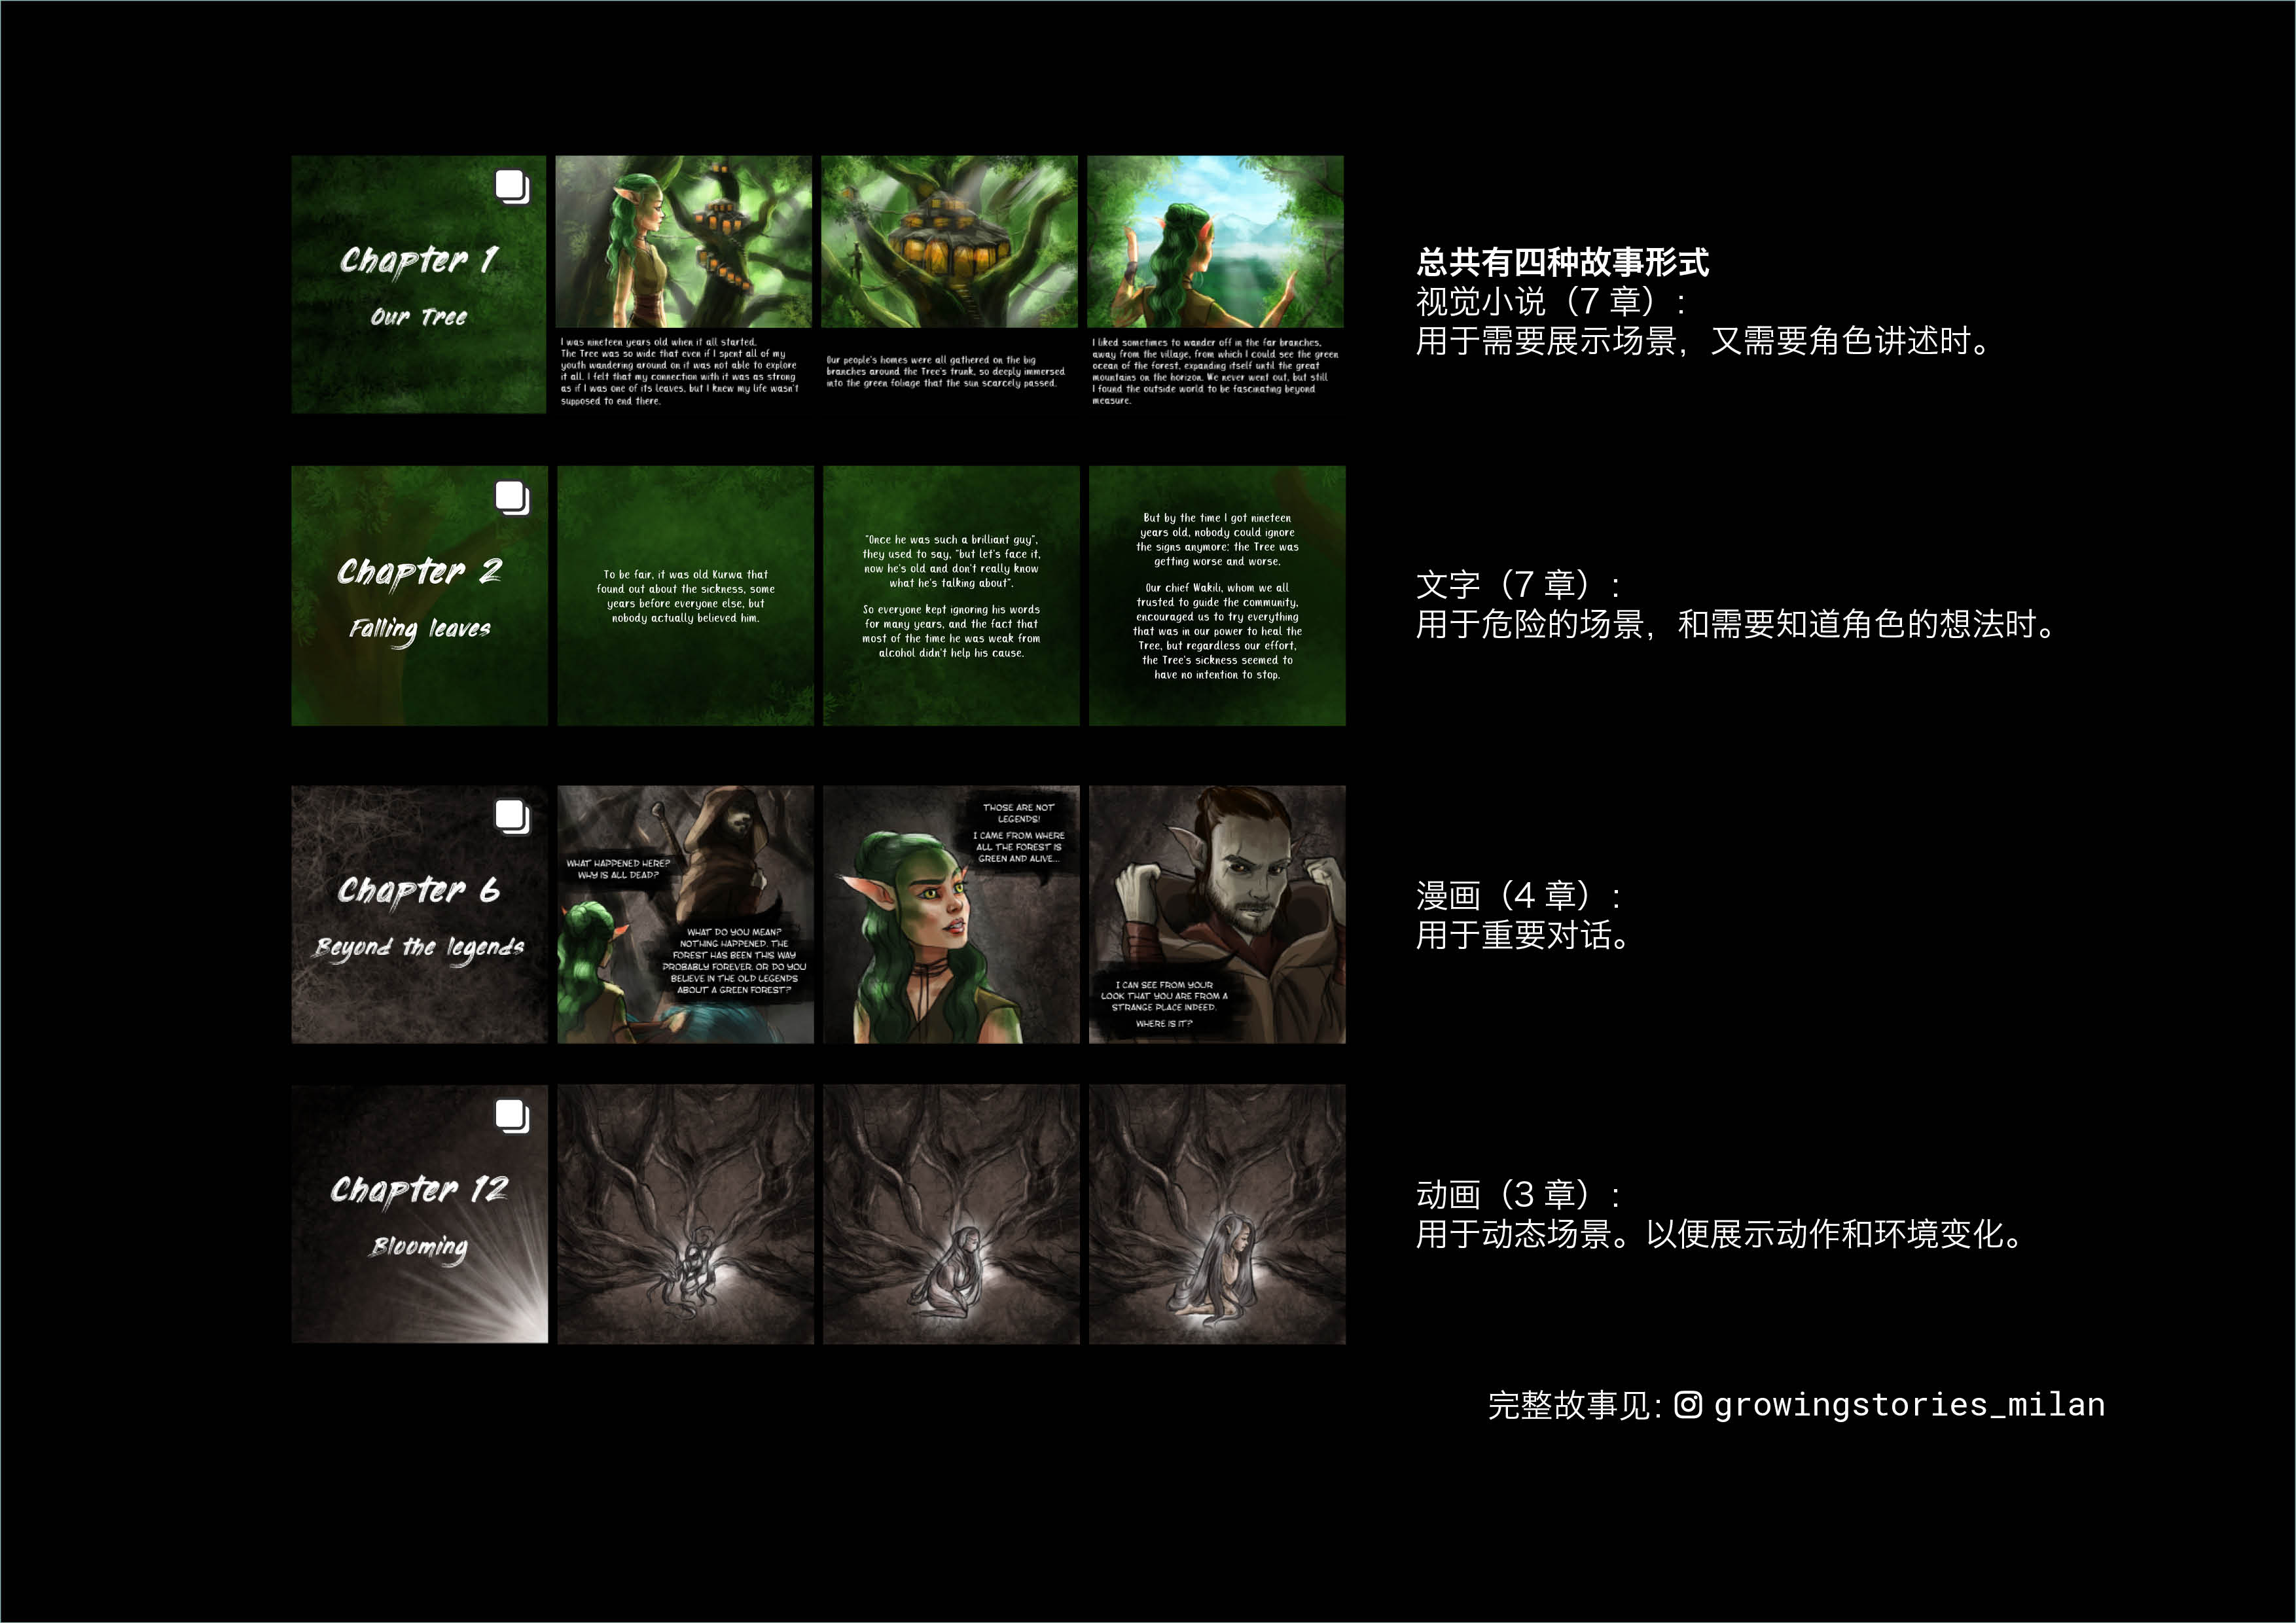 Chapter 1
Our Tree
I was nineteen years old when it all started.
The Tree was so wide that even if I spent all of my
youth wandering around on it was not able to explore
it all. I felt that my connection with it was as strong
as if I was one of its leaves, but I knew my life wasn't
supposed to end there.
Our people's homes were all gathered on the big
branches around the Tree's trunk, so deeply immersed
into the green foliage that the sun scarcely passed.
I liked sometimes to wander off in the far branches,
away from the village, from which I could see the green
ocean of the forest, expanding itself until the great
mountains on the horizon. We never went out, but still
I found the outside world to be fascinating beyond
measure.
总共有四种故事形式
视觉小说（7 章）:
用于需要展示场景，又需要角色讲述时。
Chapter 2
Falling leaves
To be fair, it was old Kurwa that
found out about the sickness, some
years before everyone else, but
nobody actually believed him.
"Once he was such a brilliant guy",
they used to say, "but let's face it,
now he's old and don't really know
what he's talking about".
So everyone kept ignoring his words
for many years, and the fact that
most of the time he was weak from
alcohol didn't help his cause.
But by the time I got nineteen
years old, nobody could ignore
the signs anymore: the Tree was
getting worse and worse.
Our chief Wakili, whom we all
trusted to guide the community,
encouraged us to try everything
that was in our power to heal the
Tree, but regardless our effort,
the Tree's sickness seemed to
have no intention to stop.
文字（7 章）:
用于危险的场景，和需要知道角色的想法时。
Chapter 6
Beyond the legends
WHAT HAPPENED HERE?
WHY IS ALL DEAD?
WHAT DO YOU MEAN?
NOTHING HAPPENED. THE
FOREST HAS BEEN THIS WAY
PROBABLY FOREVER. OR DO YOU
BELIEVE IN THE OLD LEGENDS
ABOUT A GREEN FOREST?
THOSE ARE NOT
LEGENDS!
I CAME FROM WHERE
ALL THE FOREST IS
GREEN AND ALIVE...
I CAN SEE FROM YOUR
LOOK THAT YOU ARE FROM A
STRANGE PLACE INDEED.
WHERE IS IT?
漫画（4 章）:
用于重要对话。
Chapter 12
Blooming
动画（3 章）:
用于动态场景。以便展示动作和环境变化。
完整故事见: growingstories_milan